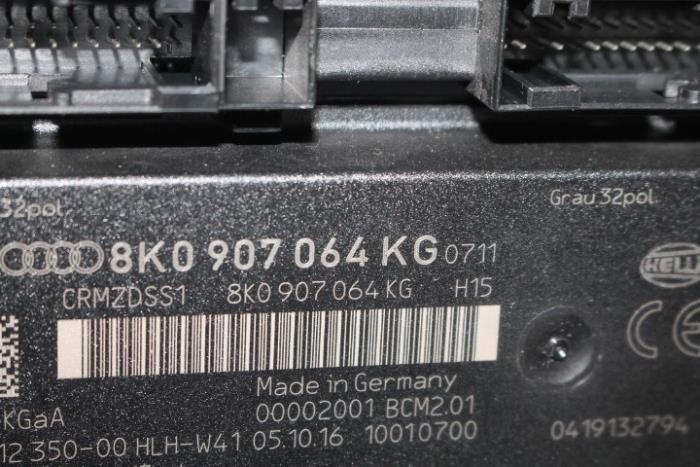 32pol.
Grau 32pol.
8K0 907 064 KG 0711
HELLA
CRMZDSS1 8K0 907 064 KG H15
CE
Made in Germany
KGaA 00002001 BCM2.01
12 350-00 HLH-W41 05.10.16 10010700
0419132794